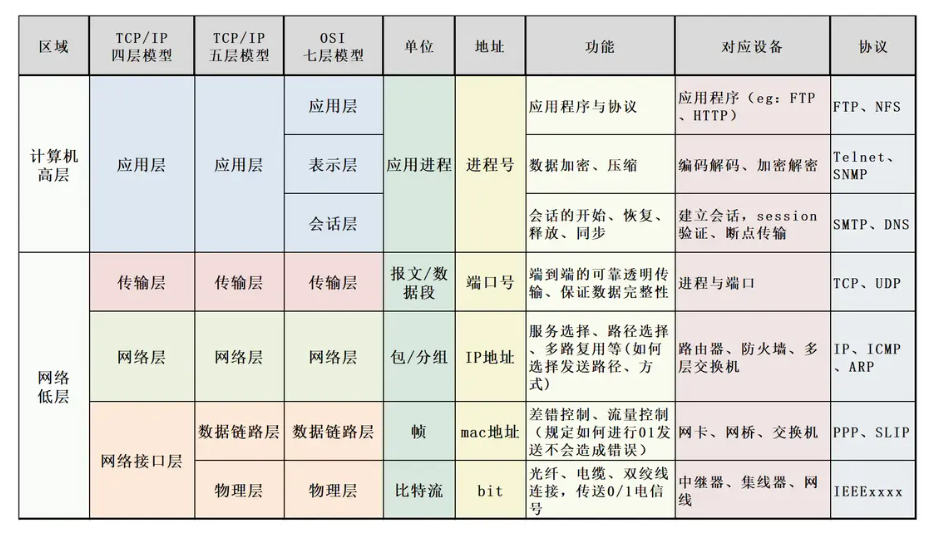 区域
TCP/IP
四层模型
TCP/IP
五层模型
OSI
七层模型
单位
地址
功能
对应设备
协议
计算机
高层
应用层
应用层
应用层
应用进程
进程号
应用程序与协议
应用程序（eg：FTP
、HTTP）
FTP、NFS
表示层
数据加密、压缩
编码解码、加密解密
Telnet、
SNMP
会话层
会话的开始、恢复、
释放、同步
建立会话，session
验证、断点传输
SMTP、DNS
网络
低层
传输层
传输层
传输层
报文/数
据段
端口号
端到端的可靠透明传
输、保证数据完整性
进程与端口
TCP、UDP
网络层
网络层
网络层
包/分组
IP地址
服务选择、路径选择
、多路复用等(如何
选择发送路径、方
式)
路由器、防火墙、多
层交换机
IP、ICMP
、ARP
网络接口层
数据链路层
数据链路层
帧
mac地址
差错控制、流量控制
（规定如何进行01发
送不会造成错误）
网卡、网桥、交换机
PPP、SLIP
物理层
物理层
比特流
bit
光纤、电缆、双绞线
连接，传送0/1电信
号
中继器、集线器、网
线
IEEExxxx